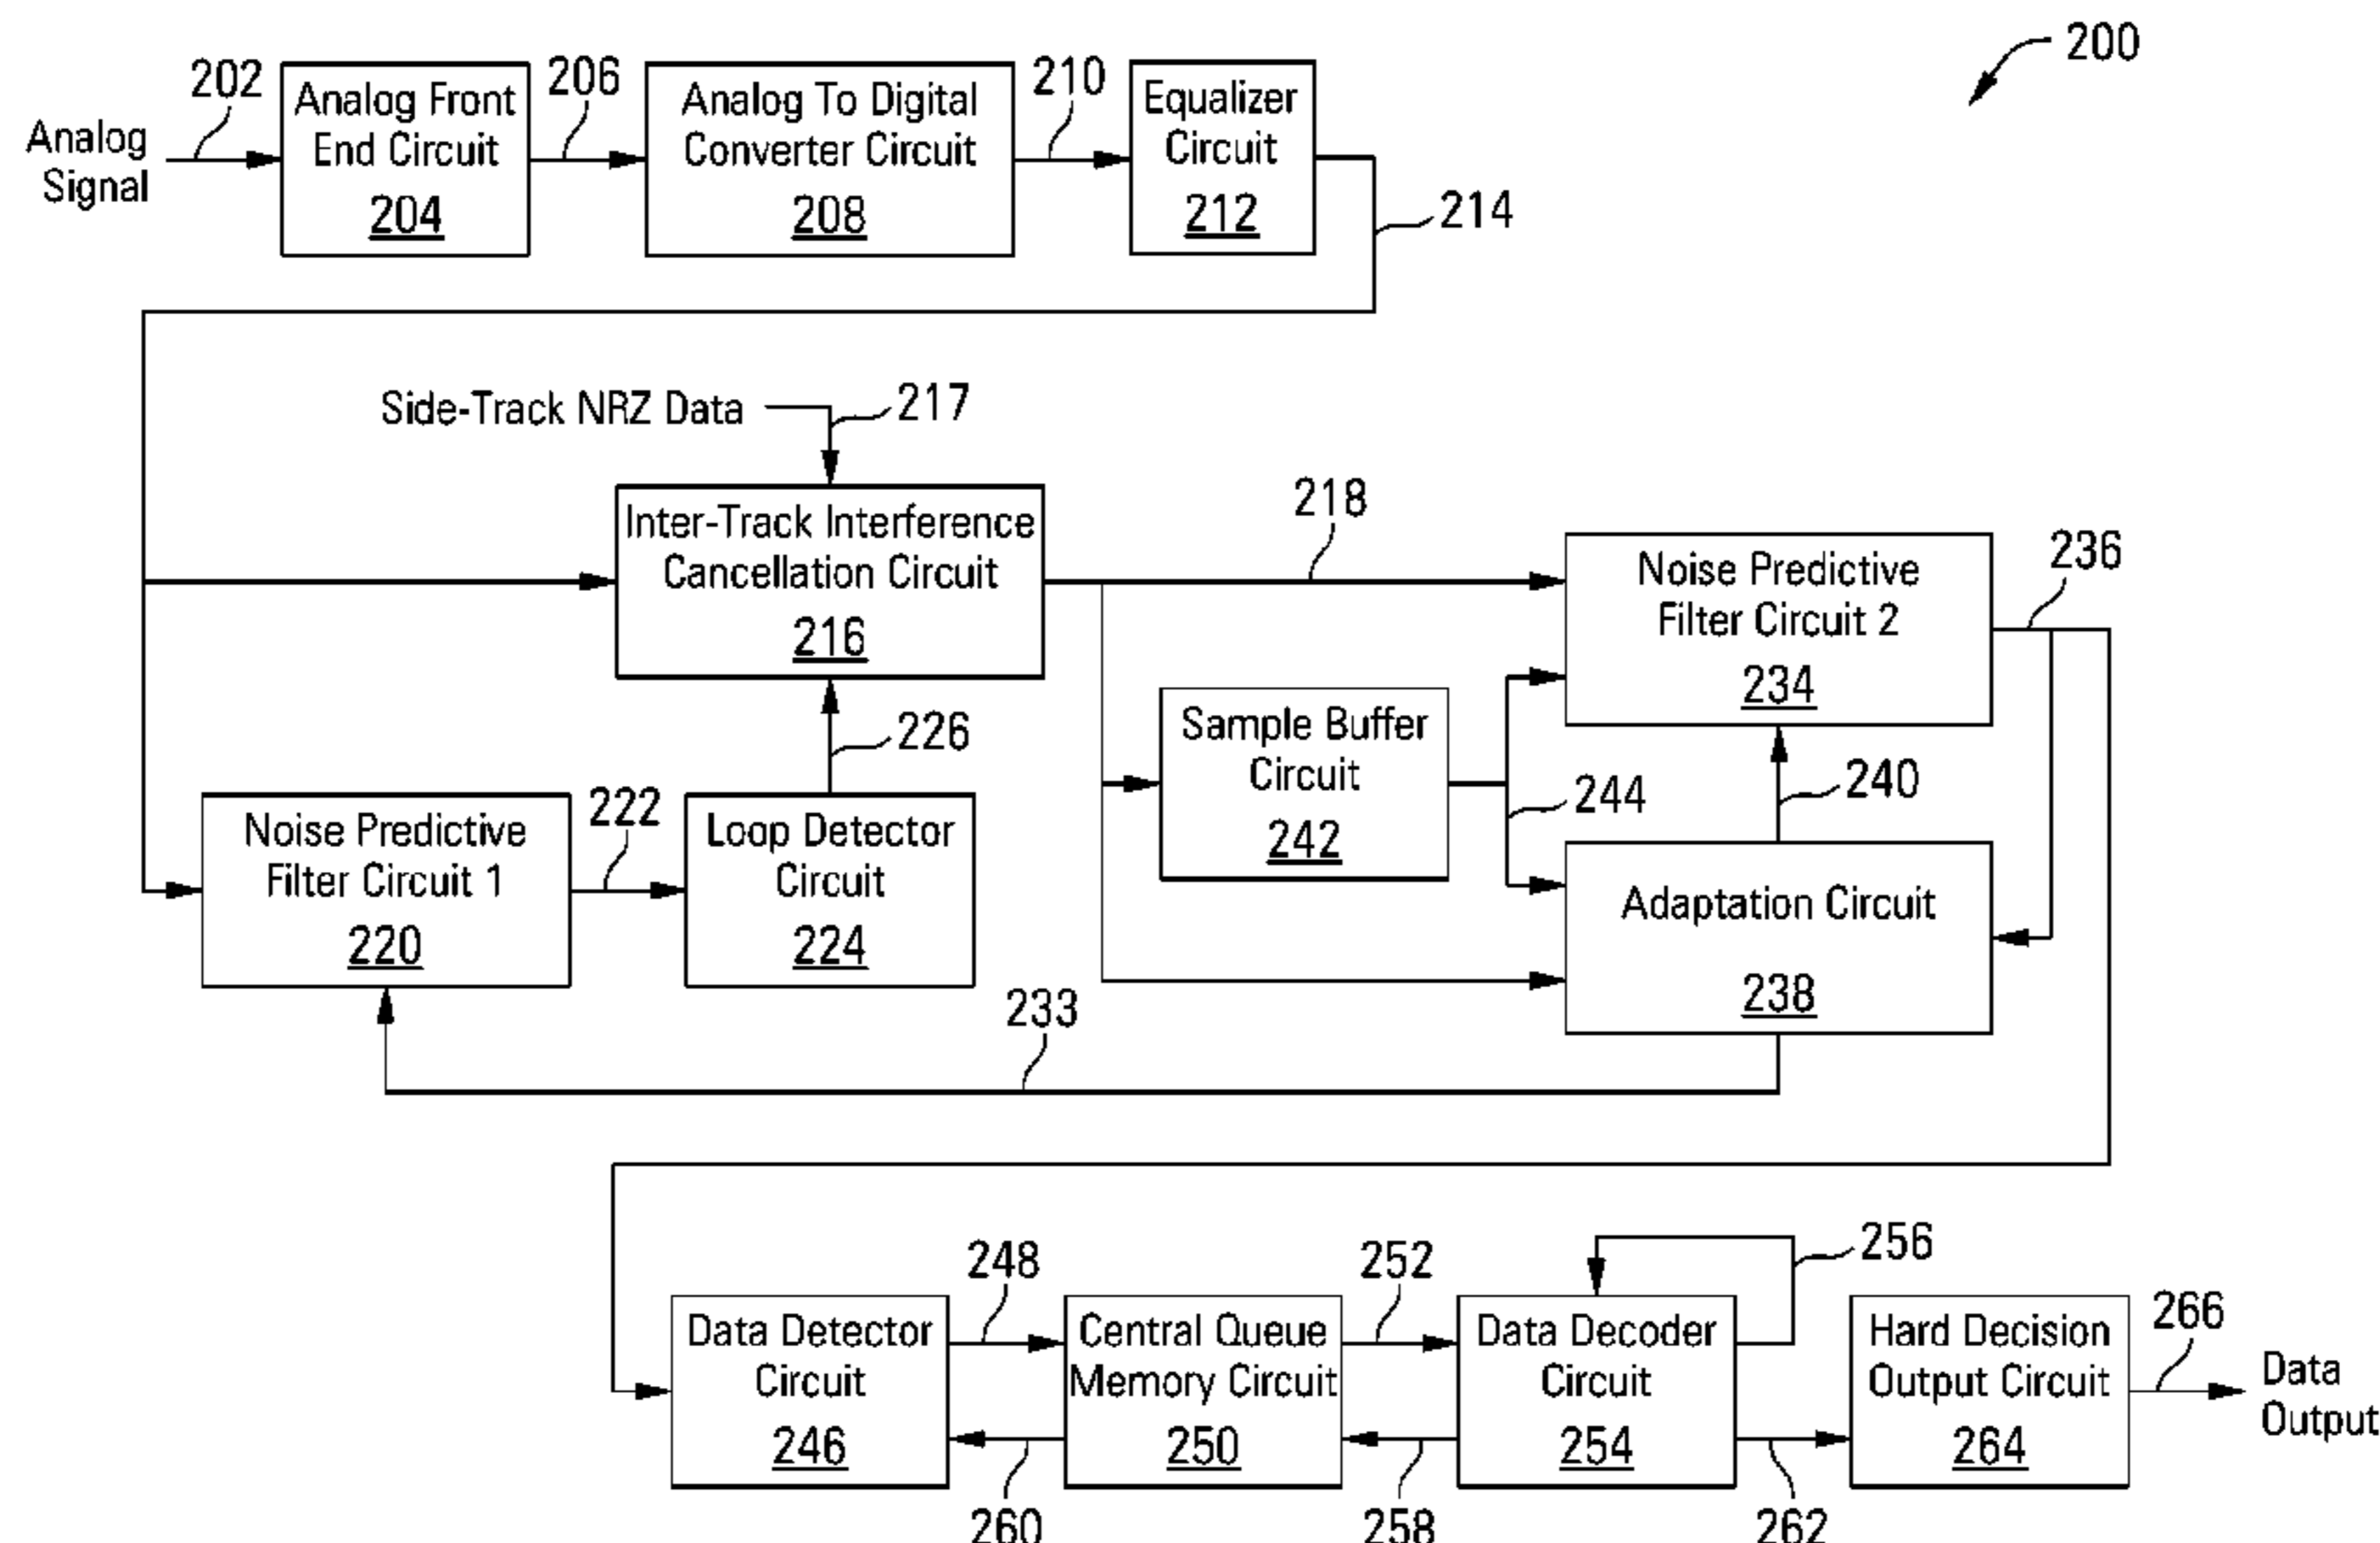 200
202
206
210
Analog
Signal
Analog Front
End Circuit
204
Analog To Digital
Converter Circuit
208
Equalizer
Circuit
212
214
Side-Track NRZ Data
217
Inter-Track Interference
Cancellation Circuit
216
218
Noise Predictive
Filter Circuit 2
234
236
226
Sample Buffer
Circuit
242
244
240
Noise Predictive
Filter Circuit 1
220
222
Loop Detector
Circuit
224
Adaptation Circuit
238
233
248
252
256
Data Detector
Circuit
246
Central Queue
Memory Circuit
250
Data Decoder
Circuit
254
Hard Decision
Output Circuit
264
266
Data
Output
260
258
262